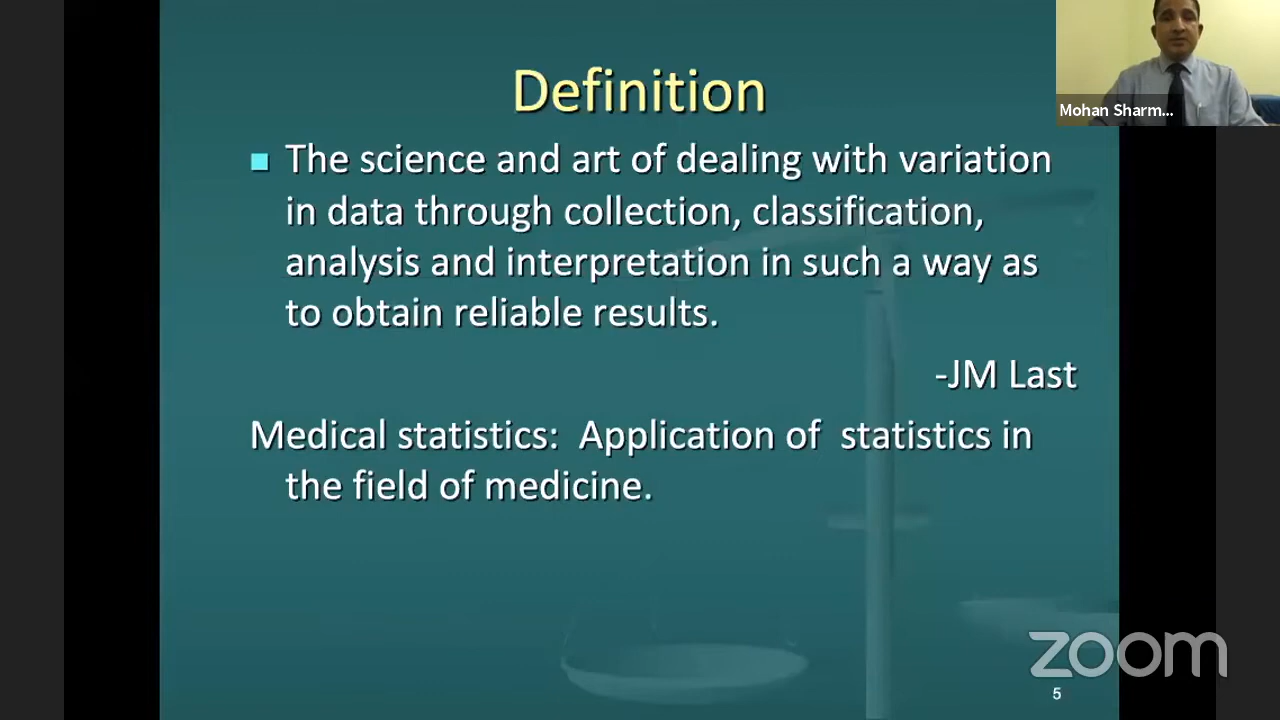 Definition
The science and art of dealing with variation
in data through collection, classification,
analysis and interpretation in such a way as
to obtain reliable results.
-JM Last
Medical statistics: Application of statistics in
the field of medicine.
Mohan Sharm...
zoom
5